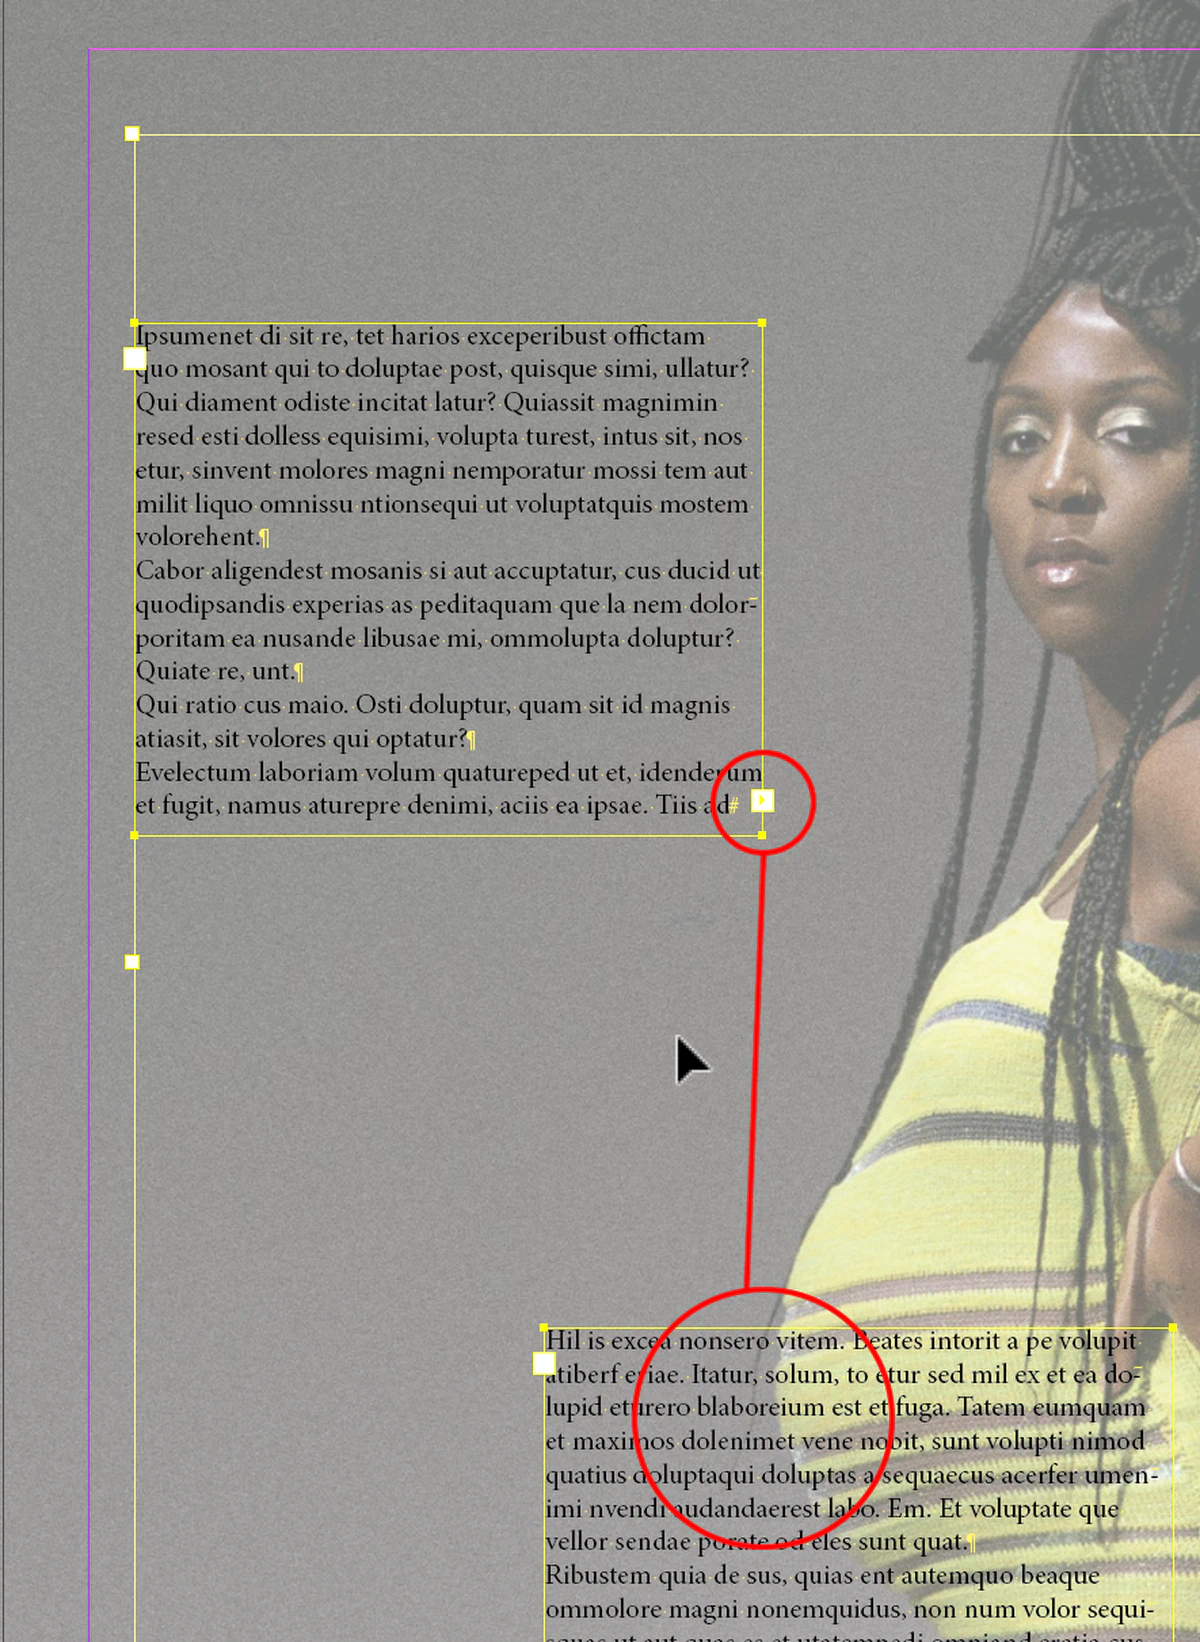 Ipsumenet di sit re, tet harios exceperibust offictam
quo mosant qui to doluptae post, quisque simi, ullatur?
Qui diament odiste incitat latur? Quiassit magnimin
resed esti dolless equisimi, volupta turest, intus sit, nos
etur, sinvent molores magni nemporatur mossi tem aut
milit liquo omnissu ntionsequi ut voluptatquis mostem
volorehent.¶
Cabor aligendest mosanis si aut accuptatur, cus ducid ut
quodipsandis experias as peditaquam que la nem dolor-
poritam ea nusande libusae mi, ommolupta doluptur?
Quiate re, unt.¶
Qui ratio cus maio. Osti doluptur, quam sit id magnis
atiasit, sit volores qui optatur?¶
Evelectum laboriam volum quatureped ut et, idenderum
et fugit, namus aturepre denimi, aciis ea ipsae. Tiis ad#
Hil is excea nonsero vitem. Beates intorit a pe volupit
atiberf eriae. Itatur, solum, to etur sed mil ex et ea do-
lupid eturero blaboreium est et fuga. Tatem eumquam
et maximos dolenimet vene nobit, sunt volupti nimod
quatius doluptaqui doluptas a sequaecus acerfer umen-
imi nvendi audandaerest labo. Em. Et voluptate que
vellor sendae porate od eles sunt quat.¶
Ribustem quia de sus, quias ent autemquo beaque
ommolore magni nonemquidus, non num volor sequi-